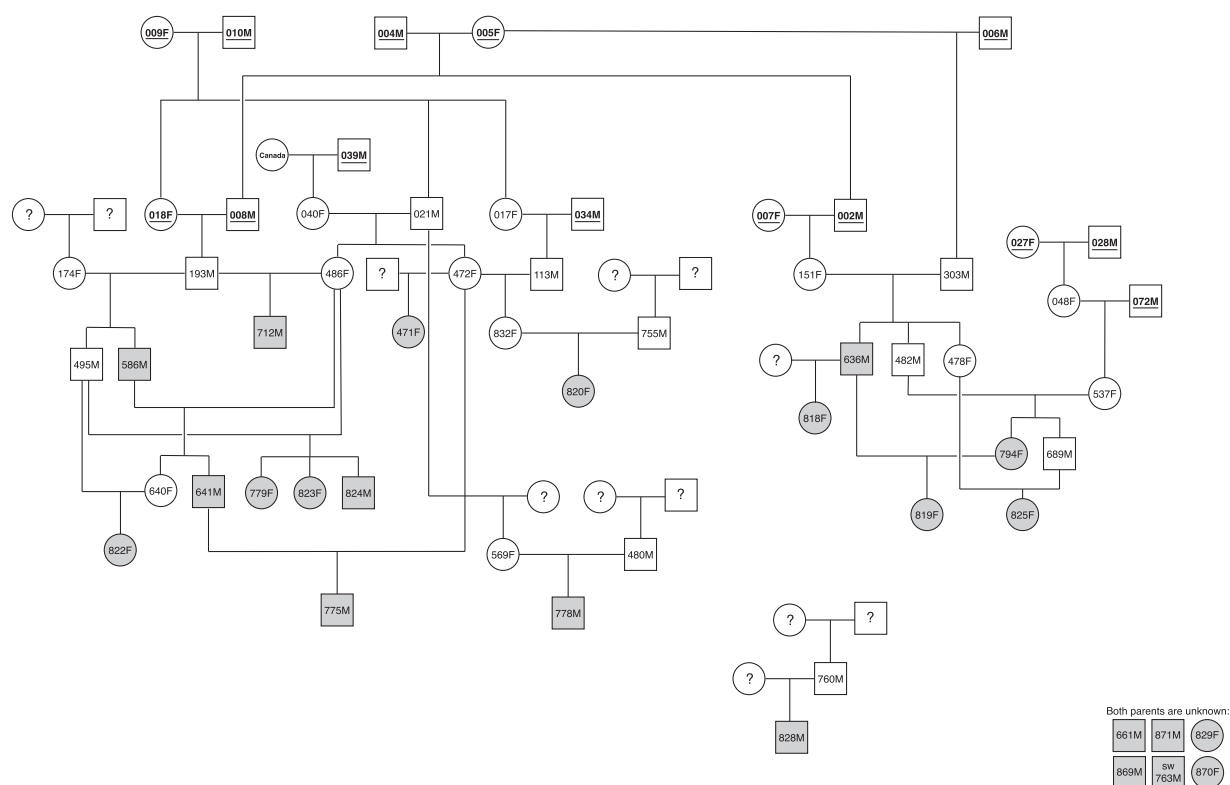 009F 010M 004M 005F 006M
Canada 039M
? ? 018F 008M 040F 021M 017F 034M 007F 002M
027F 028M
174F 193M 486F ? 472F 113M ? ? 151F 303M
048F 072M
712M 471F 832F 755M
495M 586M ? 636M 482M 478F
820F 537F
818F
794F 689M
640F 641M 779F 823F 824M ? ? ?
819F 825F
822F 569F 480M
775M 778M
? ?
? 760M
828M
Both parents are unknown:
661M 871M 829F
869M sw 870F
763M